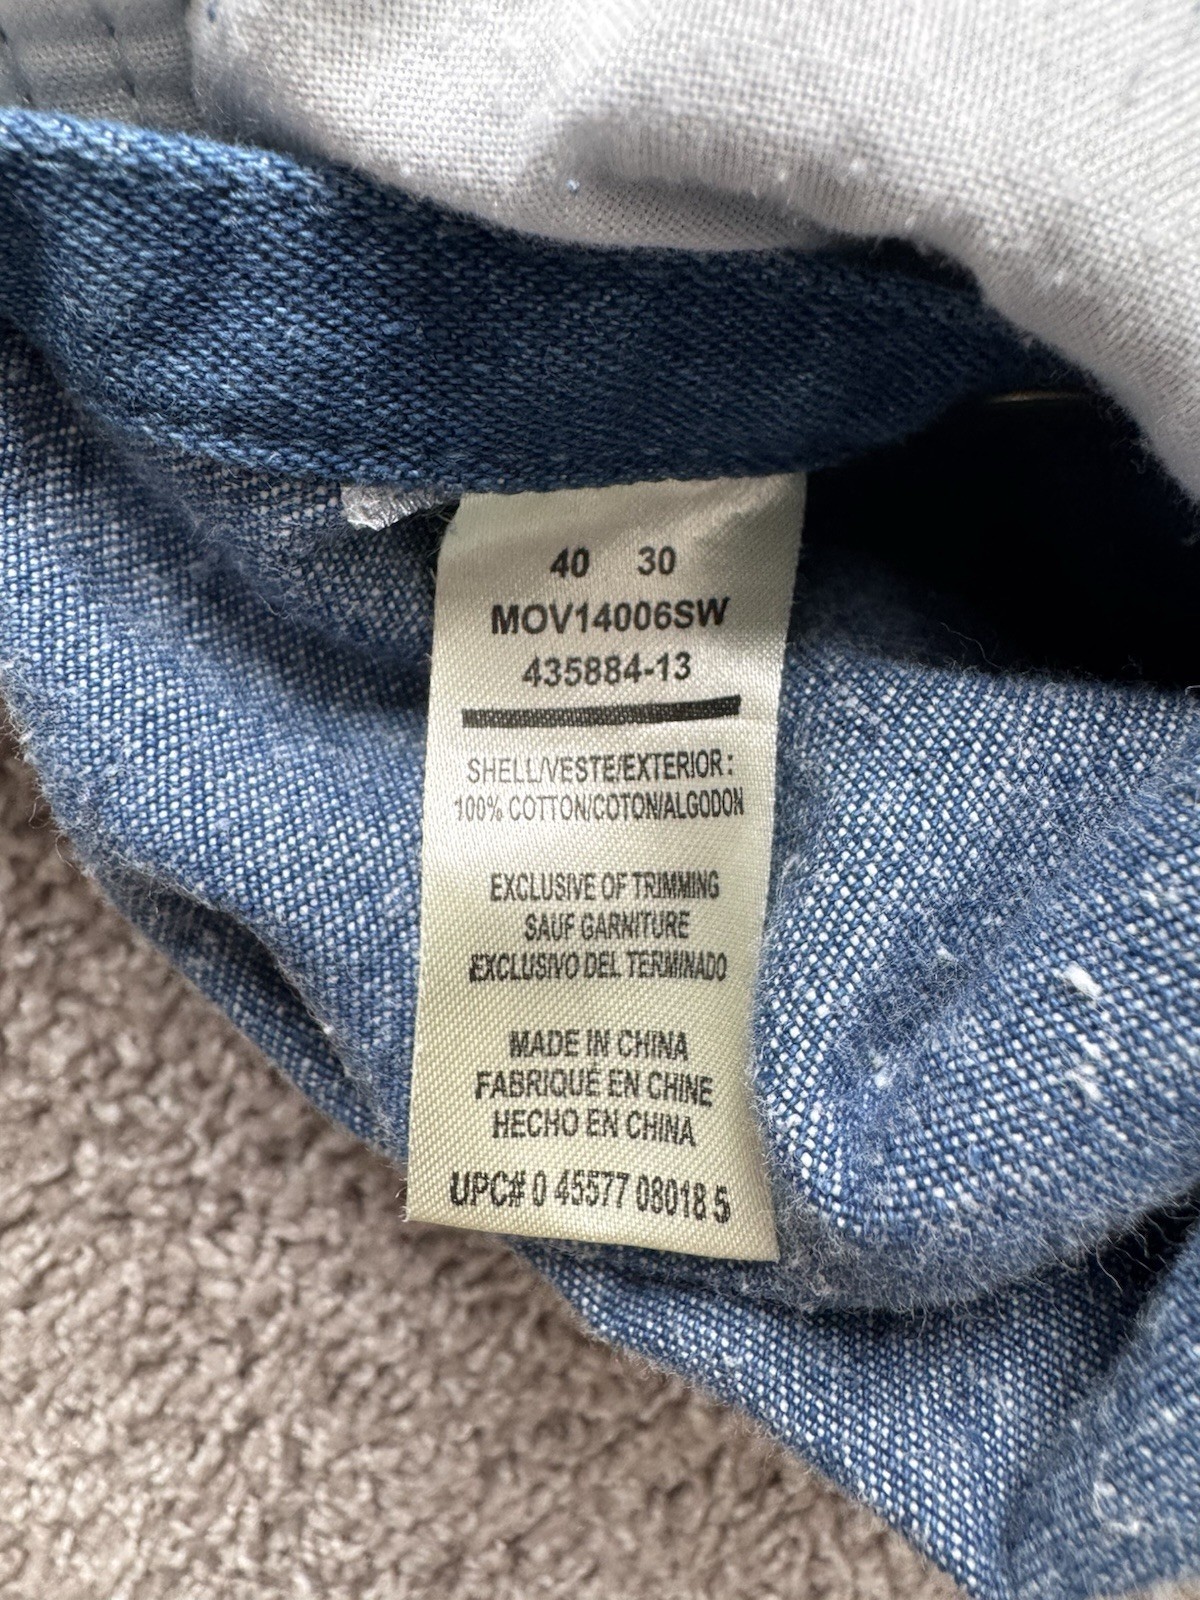 40 30
MOV14006SW
435884-13
SHELL/VESTE/EXTERIOR:
100% COTTON/COTON/ALGODON
EXCLUSIVE OF TRIMMING
SAUF GARNITURE
EXCLUSIVO DEL TERMINADO
MADE IN CHINA
FABRIQUÉ EN CHINE
HECHO EN CHINA
UPC# 0 45577 08018 5